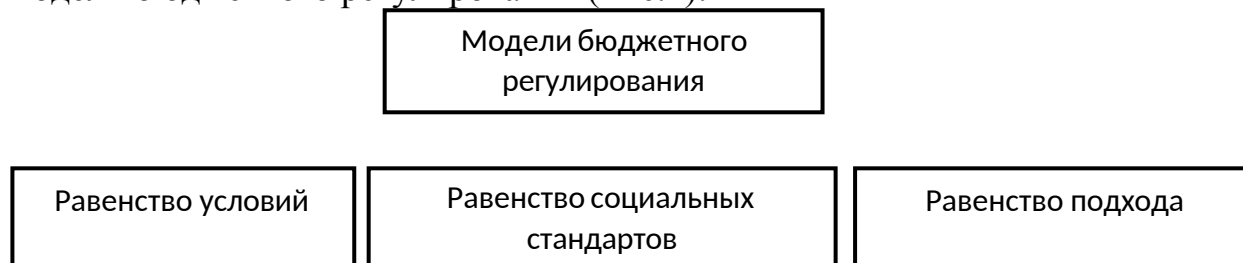 Модели бюджетного
регулирования
Равенство условий
Равенство социальных
стандартов
Равенство подхода